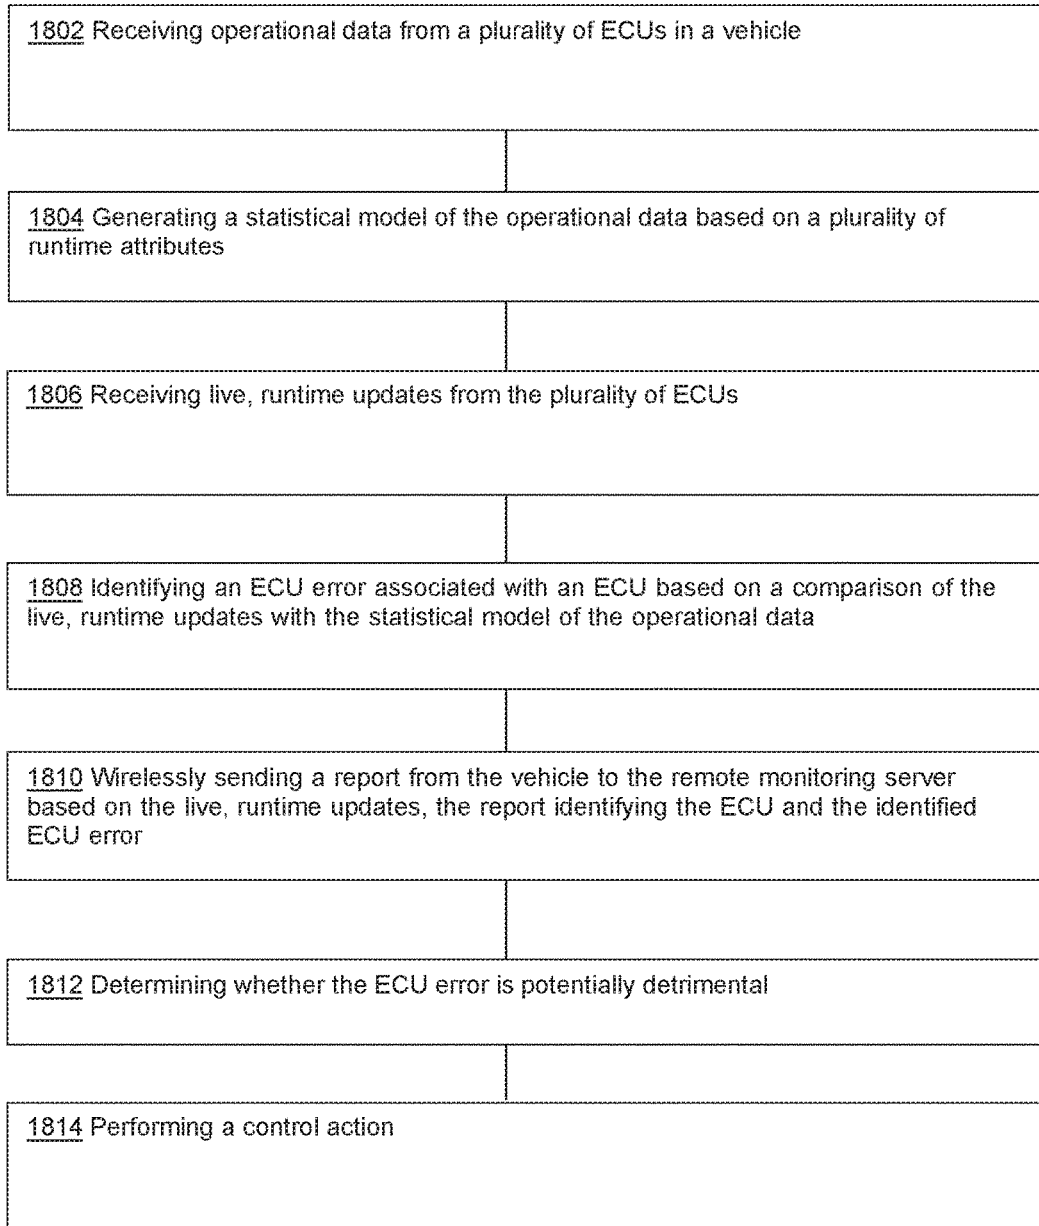 1802 Receiving operational data from a plurality of ECUs in a vehicle
1804 Generating a statistical model of the operational data based on a plurality of
runtime attributes
1806 Receiving live, runtime updates from the plurality of ECUs
1808 Identifying an ECU error associated with an ECU based on a comparison of the
live, runtime updates with the statistical model of the operational data
1810 Wirelessly sending a report from the vehicle to the remote monitoring server
based on the live, runtime updates, the report identifying the ECU and the identified
ECU error
1812 Determining whether the ECU error is potentially detrimental
1814 Performing a control action